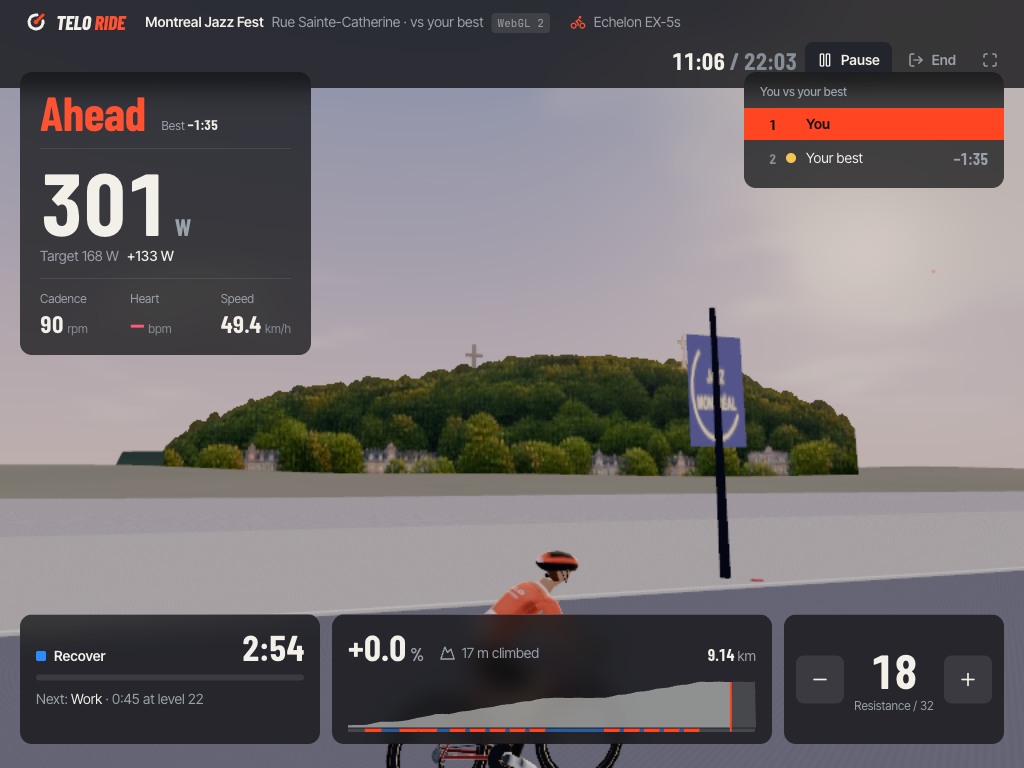 TELO RIDE Montreal Jazz Fest Rue Sainte-Catherine · vs your best WebGL 2 Echelon EX-5s
11:06 / 22:03 Pause End
Ahead Best −1:35
301 W
Target 168 W +133 W
Cadence Heart Speed
90 rpm — bpm 49.4 km/h
You vs your best
1 You
2 Your best −1:35
JAZZ
MONTREAL
Recover 2:54
Next: Work · 0:45 at level 22
+0.0 % 17 m climbed 9.14 km
− 18 +
Resistance / 32